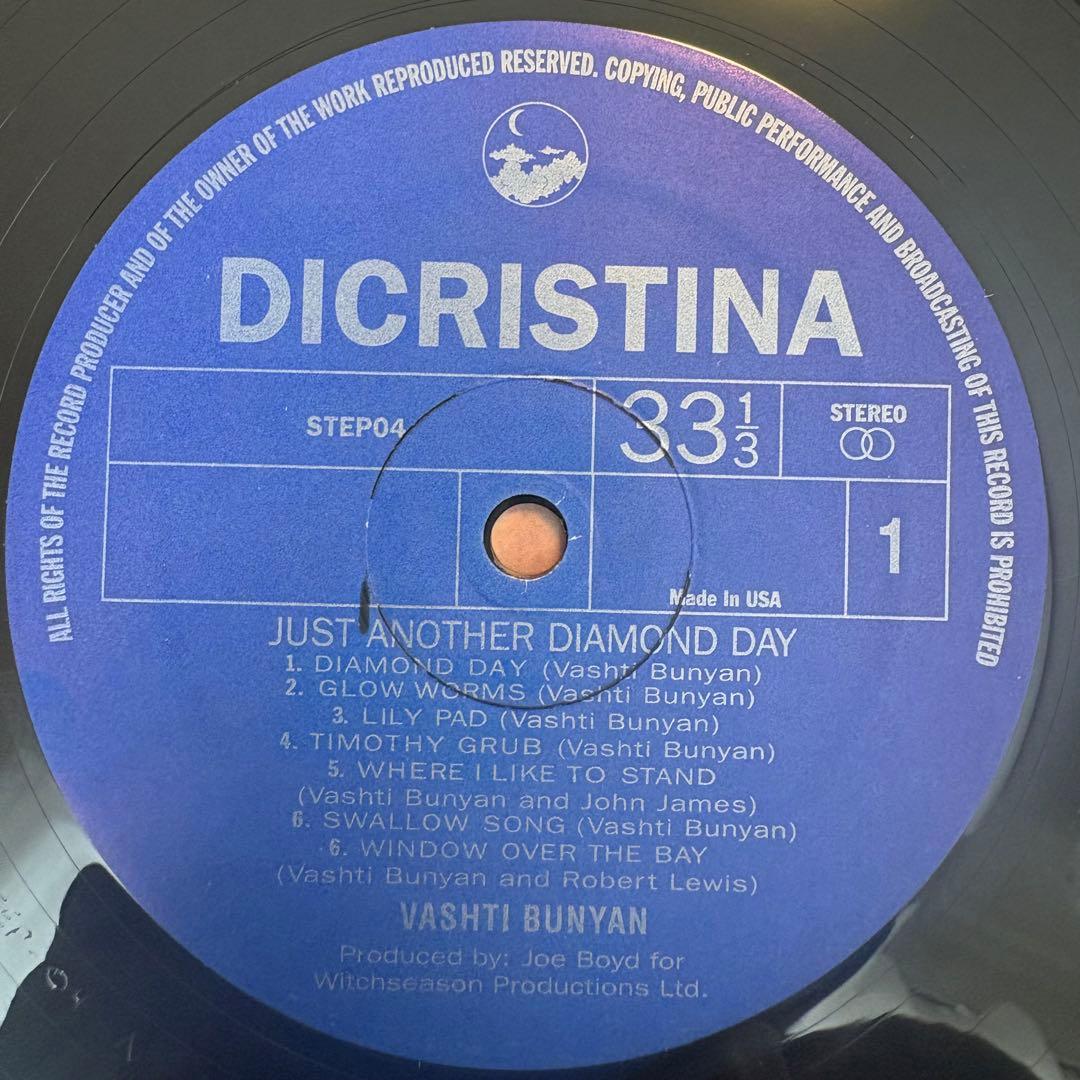 ALL RIGHTS OF THE RECORD PRODUCER AND OF THE OWNER OF THE WORK REPRODUCED RESERVED. COPYING, PUBLIC PERFORMANCE AND BROADCASTING OF THIS RECORD IS PROHIBITED
DICRISTINA
STEP04 33 1/3 STEREO
Made In USA 1
JUST ANOTHER DIAMOND DAY
1. DIAMOND DAY (Vashti Bunyan)
2. GLOW WORMS (Vashti Bunyan)
3. LILY PAD (Vashti Bunyan)
4. TIMOTHY GRUB (Vashti Bunyan)
5. WHERE I LIKE TO STAND
(Vashti Bunyan and John James)
6. SWALLOW SONG (Vashti Bunyan)
6. WINDOW OVER THE BAY
(Vashti Bunyan and Robert Lewis)
VASHTI BUNYAN
Produced by: Joe Boyd for
Witchseason Productions Ltd.